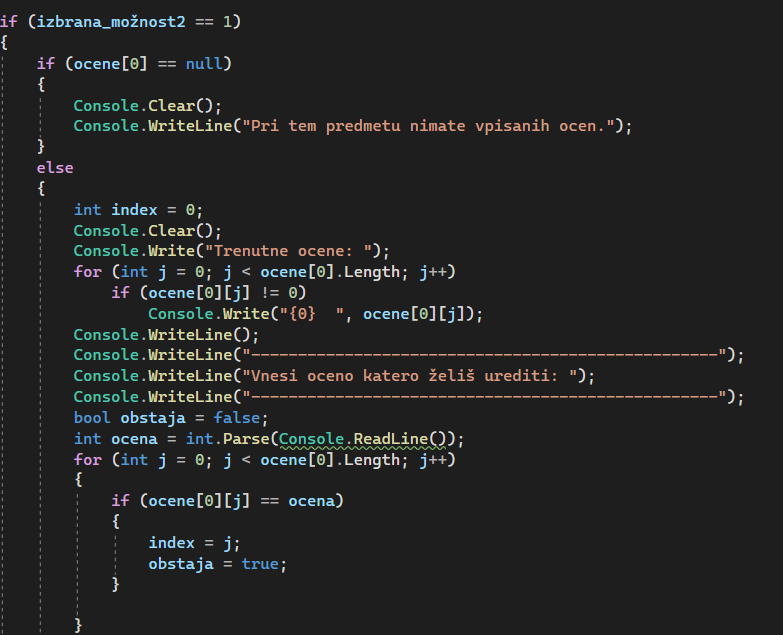 if (izbrana_možnost2 == 1)
{
    if (ocene[0] == null)
    {
        Console.Clear();
        Console.WriteLine("Pri tem predmetu nimate vpisanih ocen.");
    }
    else
    {
        int index = 0;
        Console.Clear();
        Console.Write("Trenutne ocene: ");
        for (int j = 0; j < ocene[0].Length; j++)
            if (ocene[0][j] != 0)
                Console.Write("{0}  ", ocene[0][j]);
        Console.WriteLine();
        Console.WriteLine("--------------------------------------------------");
        Console.WriteLine("Vnesi oceno katero želiš urediti: ");
        Console.WriteLine("--------------------------------------------------");
        bool obstaja = false;
        int ocena = int.Parse(Console.ReadLine());
        for (int j = 0; j < ocene[0].Length; j++)
        {
            if (ocene[0][j] == ocena)
            {
                index = j;
                obstaja = true;
            }
        }